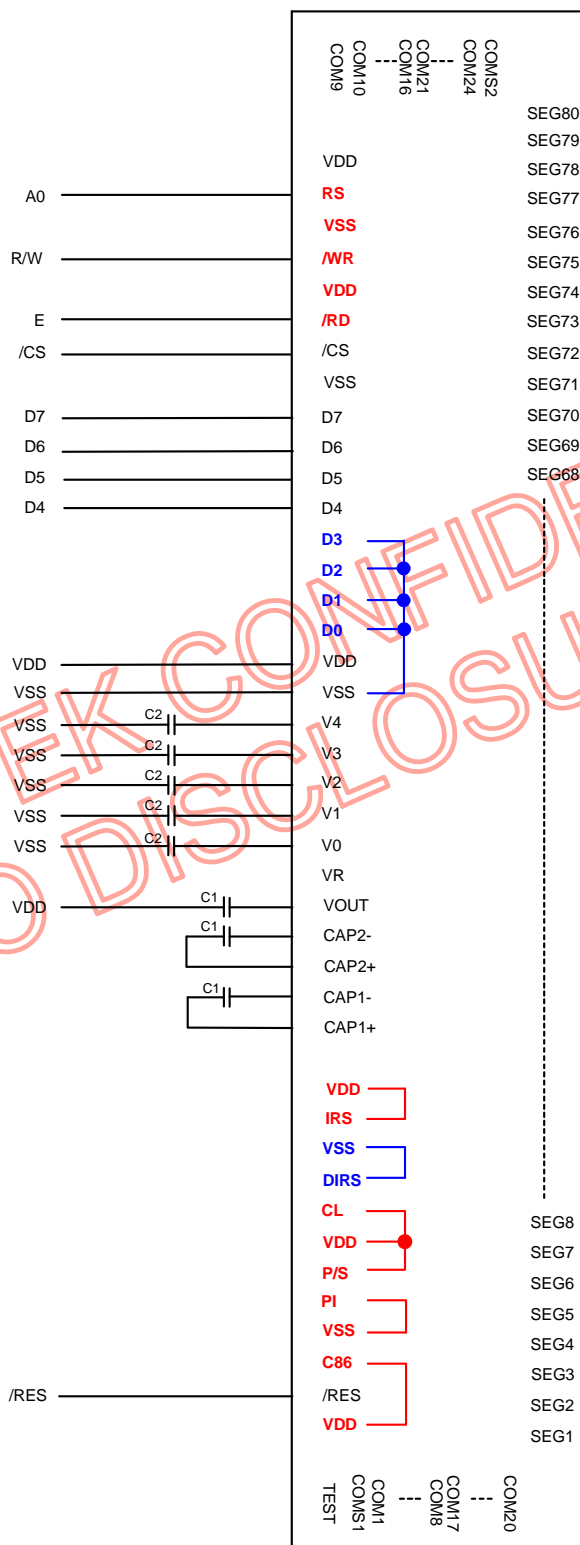 COM9
COM10
COM16
COM21
COM24
COMS2
SEG80
SEG79
VDD
SEG78
A0
RS
SEG77
VSS
SEG76
R/W
/WR
SEG75
VDD
SEG74
E
/RD
SEG73
/CS
/CS
SEG72
VSS
SEG71
D7
D7
SEG70
D6
D6
SEG69
D5
D5
SEG68
D4
D4
D3
D2
D1
D0
VDD
VDD
VSS
VSS
VSS
C2
V4
VSS
C2
V3
VSS
C2
V2
VSS
C2
V1
VSS
C2
V0
VR
VDD
C1
VOUT
C1
CAP2-
CAP2+
C1
CAP1-
CAP1+
VDD
IRS
VSS
DIRS
CL
SEG8
VDD
SEG7
P/S
SEG6
PI
SEG5
VSS
SEG4
C86
SEG3
/RES
/RES
SEG2
VDD
SEG1
TEST
COMS1
COM1
COM8
COM17
COM20
EK CONFIDE
O DISCLOSU